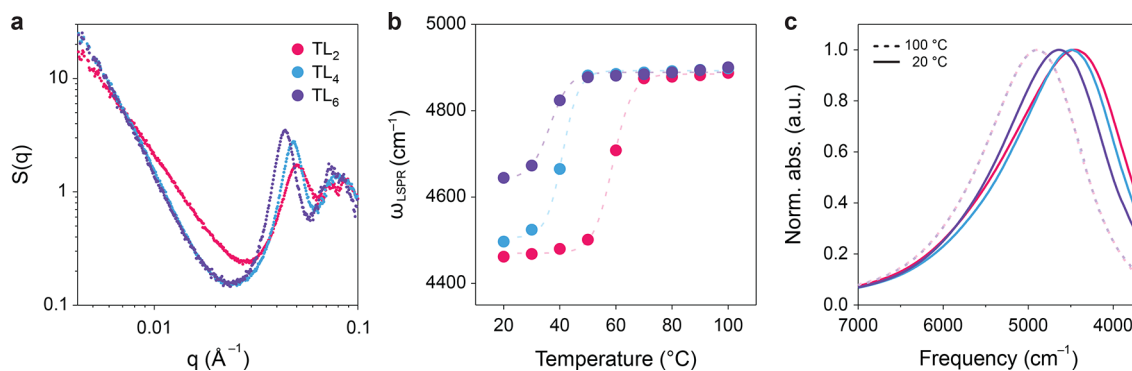 a
S(q)
10
1
0.1
0.01
0.1
q (Å⁻¹)
TL₂
TL₄
TL₆
b
ωLSPR (cm⁻¹)
5000
4800
4600
4400
20
40
60
80
100
Temperature (°C)
c
Norm. abs. (a.u.)
1.0
0.8
0.6
0.4
0.2
0.0
100 °C
20 °C
7000
6000
5000
4000
Frequency (cm⁻¹)